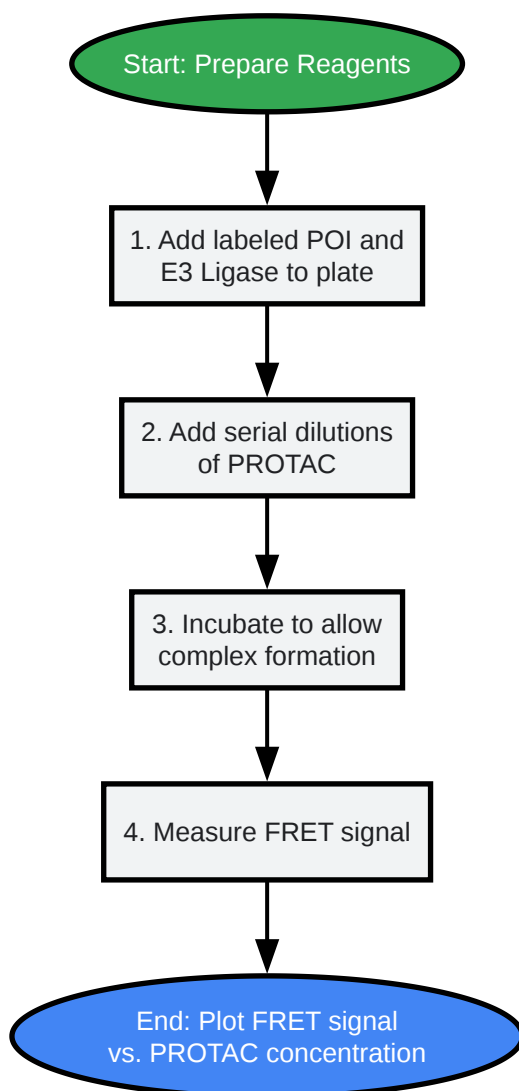 Start: Prepare Reagents
1. Add labeled POI and
E3 Ligase to plate
2. Add serial dilutions
of PROTAC
3. Incubate to allow
complex formation
4. Measure FRET signal
End: Plot FRET signal
vs. PROTAC concentration